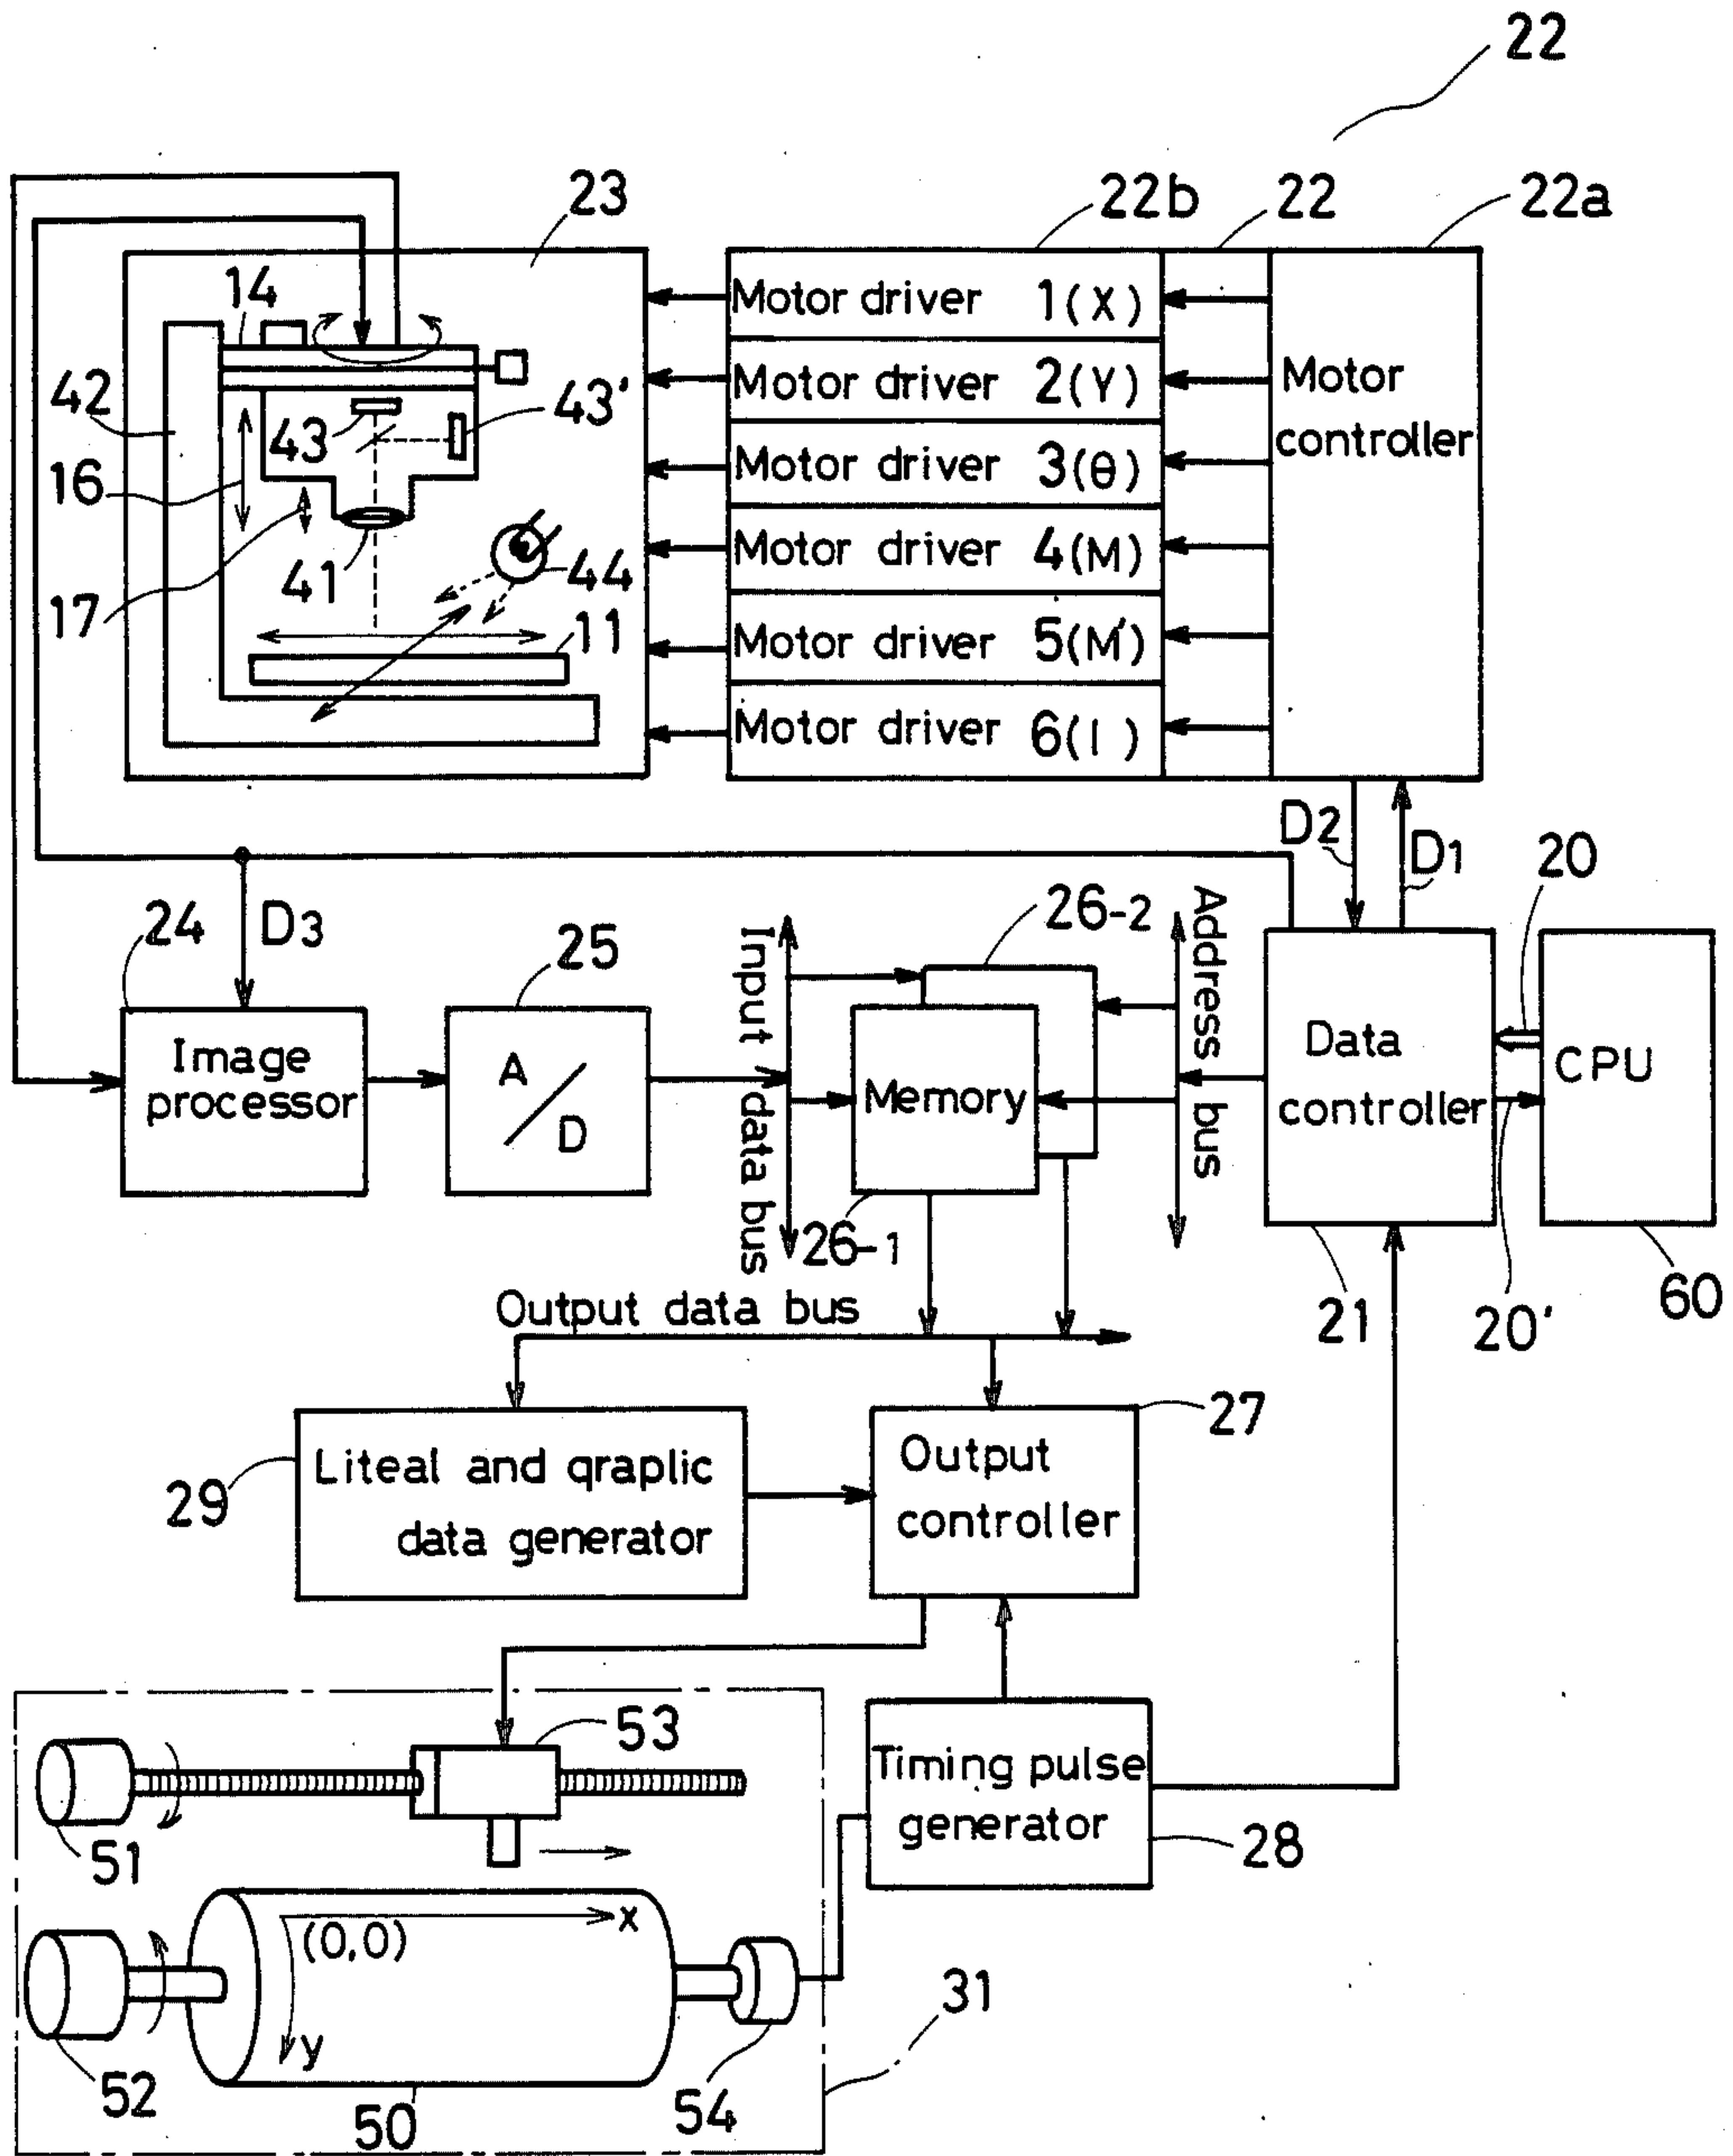 22
23
22b
22
22a
14
42
43
43'
16
17
41
44
11
Motor driver 1(X)
Motor driver 2(Y)
Motor driver 3(θ)
Motor driver 4(M)
Motor driver 5(M')
Motor driver 6(I)
Motor
controller
D2
D1
20
D3
24
25
26-2
Image
processor
A/D
Input data bus
Memory
26-1
Address bus
Data
controller
CPU
21
20'
60
Output data bus
29
Liteal and qraplic
data generator
27
Output
controller
53
51
Timing pulse
generator
28
(0,0)
x
y
52
50
54
31